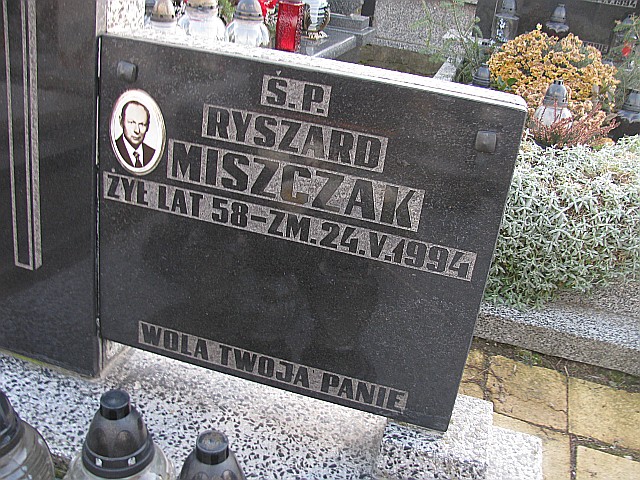 Ś.P.
RYSZARD
MISZCZAK
ŻYŁ LAT 58-ZM.24.V.1994
WOLA TWOJA PANIE